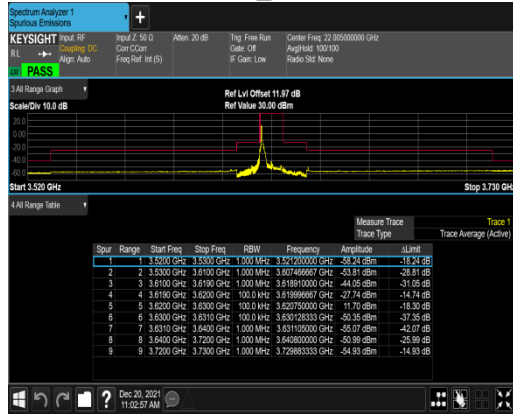 Spectrum Analyzer 1
Spurious Emissions
KEYSIGHT Input: RF Input Z: 50 Ω Atten: 20 dB Trig: Free Run Center Freq: 22.005000000 GHz
RL Coupling: DC Corr CCorr Gate: Off Avg|Hold: 100/100
Align: Auto Freq Ref: Int (S) IF Gain: Low Radio Std: None
PASS
3 All Range Graph
Ref Lvl Offset 11.97 dB
Scale/Div 10.0 dB Ref Value 30.00 dBm
20.0
0.00
-20.0
-40.0
-60.0
Start 3.520 GHz Stop 3.730 GHz
4 All Range Table
Measure Trace Trace 1
Trace Type Trace Average (Active)
Spur Range Start Freq Stop Freq RBW Frequency Amplitude ΔLimit
1 1 3.5200 GHz 3.5300 GHz 1.000 MHz 3.521200000 GHz -58.24 dBm -18.24 dB
2 2 3.5300 GHz 3.6100 GHz 1.000 MHz 3.607466667 GHz -53.81 dBm -28.81 dB
3 3 3.6100 GHz 3.6190 GHz 1.000 MHz 3.618910000 GHz -44.05 dBm -31.05 dB
4 4 3.6190 GHz 3.6200 GHz 100.0 kHz 3.619996667 GHz -27.74 dBm -14.74 dB
5 5 3.6200 GHz 3.6300 GHz 100.0 kHz 3.620750000 GHz 11.70 dBm -18.30 dB
6 6 3.6300 GHz 3.6310 GHz 100.0 kHz 3.630128333 GHz -50.35 dBm -37.35 dB
7 7 3.6310 GHz 3.6400 GHz 1.000 MHz 3.631105000 GHz -55.07 dBm -42.07 dB
8 8 3.6400 GHz 3.7200 GHz 1.000 MHz 3.640800000 GHz -50.99 dBm -25.99 dB
9 9 3.7200 GHz 3.7300 GHz 1.000 MHz 3.729883333 GHz -54.93 dBm -14.93 dB
Dec 20, 2021
11:02:57 AM